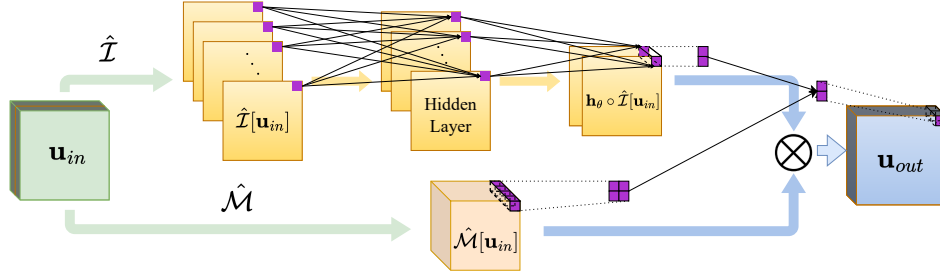 Î
Î[u_in]
Hidden
Layer
h_θ ∘ Î[u_in]
u_in
u_out
M̂
M̂[u_in]